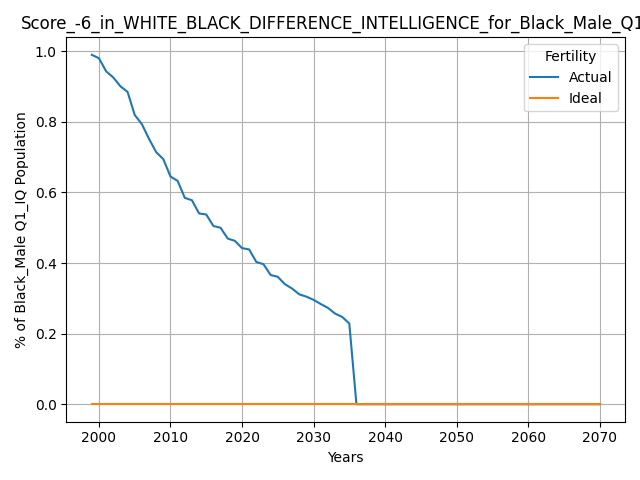 Score_-6_in_WHITE_BLACK_DIFFERENCE_INTELLIGENCE_for_Black_Male_Q1
Fertility
Actual
Ideal
% of Black_Male Q1_IQ Population
1.0
0.8
0.6
0.4
0.2
0.0
2000 2010 2020 2030 2040 2050 2060 2070
Years